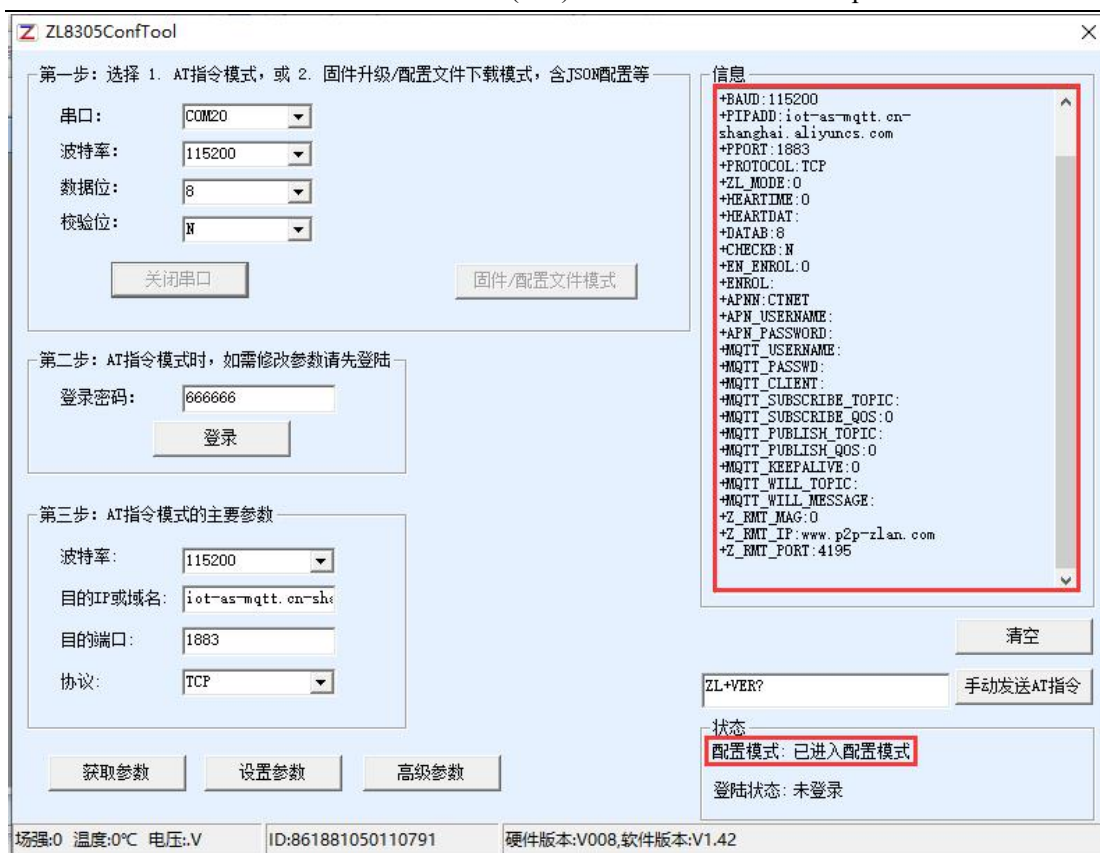 ZL8305ConfTool
第一步：选择 1. AT指令模式，或 2. 固件升级/配置文件下载模式，含JSON配置等
串口：
COM20
波特率：
115200
数据位：
8
校验位：
N
关闭串口
固件/配置文件模式
第二步：AT指令模式时，如需修改参数请先登陆
登录密码：
666666
登录
第三步：AT指令模式的主要参数
波特率：
115200
目的IP或域名：
iot-as-mqtt.cn-sha
目的端口：
1883
协议：
TCP
获取参数
设置参数
高级参数
信息
+BAUD:115200
+PIPADD:iot-as-mqtt.cn-
shanghai.aliyuncs.com
+PPORT:1883
+PROTOCOL:TCP
+ZL_MODE:0
+HEARTIME:0
+HEARTDAT:
+DATAB:8
+CHECKB:N
+EN_ENROL:0
+ENROL:
+APNN:CTNET
+APN_USERNAME:
+APN_PASSWORD:
+MQTT_USERNAME:
+MQTT_PASSWD:
+MQTT_CLIENT:
+MQTT_SUBSCRIBE_TOPIC:
+MQTT_SUBSCRIBE_QOS:0
+MQTT_PUBLISH_TOPIC:
+MQTT_PUBLISH_QOS:0
+MQTT_KEEPALIVE:0
+MQTT_WILL_TOPIC:
+MQTT_WILL_MESSAGE:
+Z_RMT_MAG:0
+Z_RMT_IP:www.p2p-zlan.com
+Z_RMT_PORT:4195
清空
ZL+VER?
手动发送AT指令
状态
配置模式：已进入配置模式
登陆状态：未登录
场强:0 温度:0℃ 电压:.V
ID:861881050110791
硬件版本:V008,软件版本:V1.42